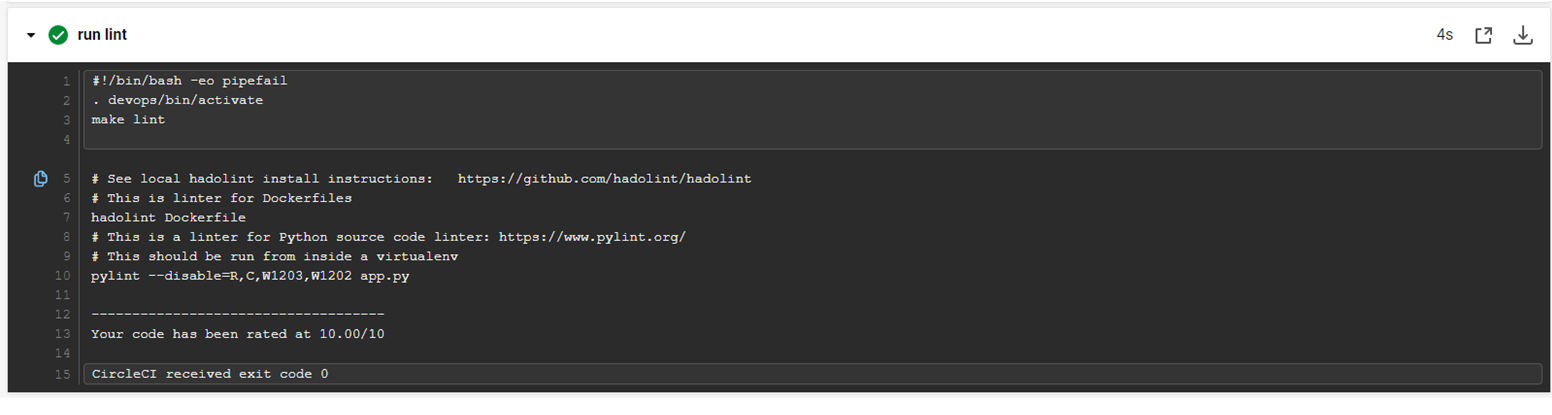 run lint
4s
1 #!/bin/bash -eo pipefail
2 . devops/bin/activate
3 make lint
4
5 # See local hadolint install instructions:   https://github.com/hadolint/hadolint
6 # This is linter for Dockerfiles
7 hadolint Dockerfile
8 # This is a linter for Python source code linter: https://www.pylint.org/
9 # This should be run from inside a virtualenv
10 pylint --disable=R,C,W1203,W1202 app.py
11
12 ------------------------------------
13 Your code has been rated at 10.00/10
14
15 CircleCI received exit code 0